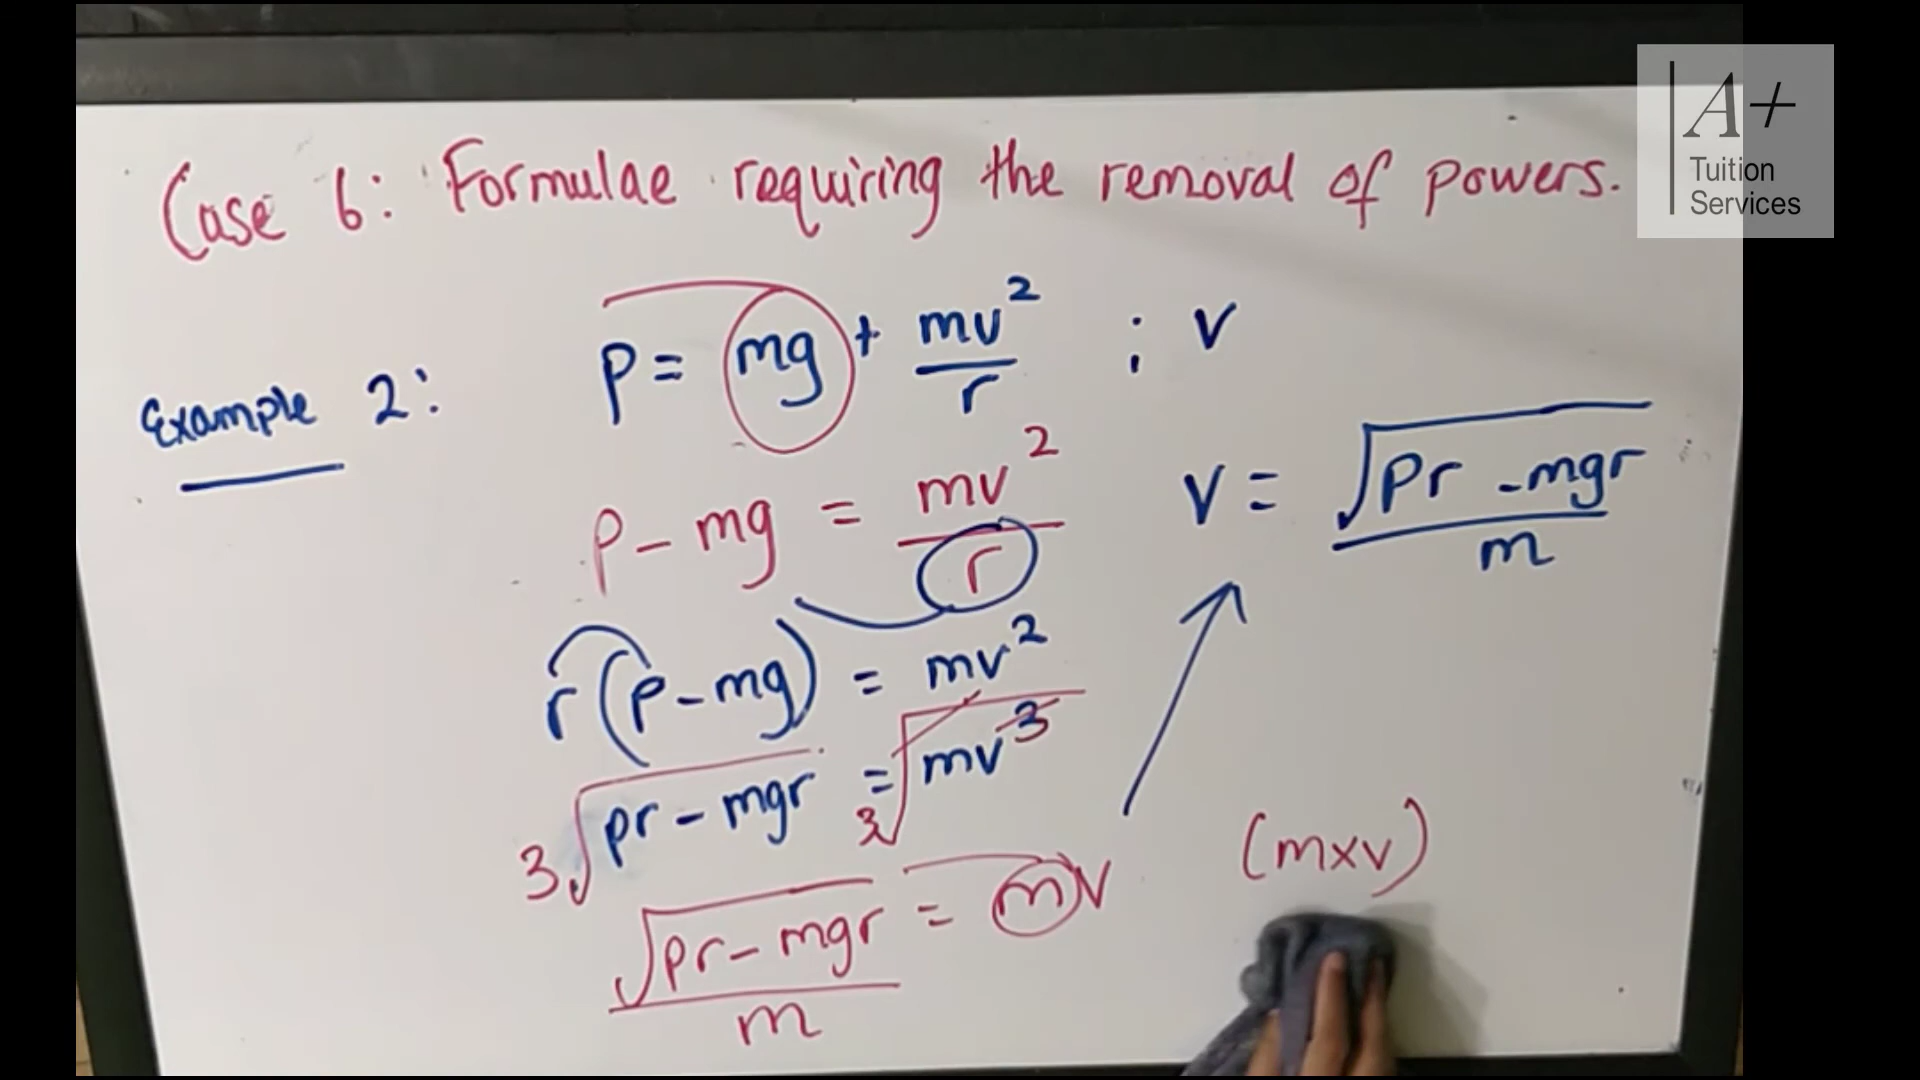 Case 6: Formulae requiring the removal of powers.
A+
Tuition
Services
Example 2:
p = mg + mv²/r ; v
p - mg = mv²/r
r(p - mg) = mv²
3√pr - mgr = 3√mv³
√pr - mgr/m = mv
v = √pr - mgr/m
(m×v)